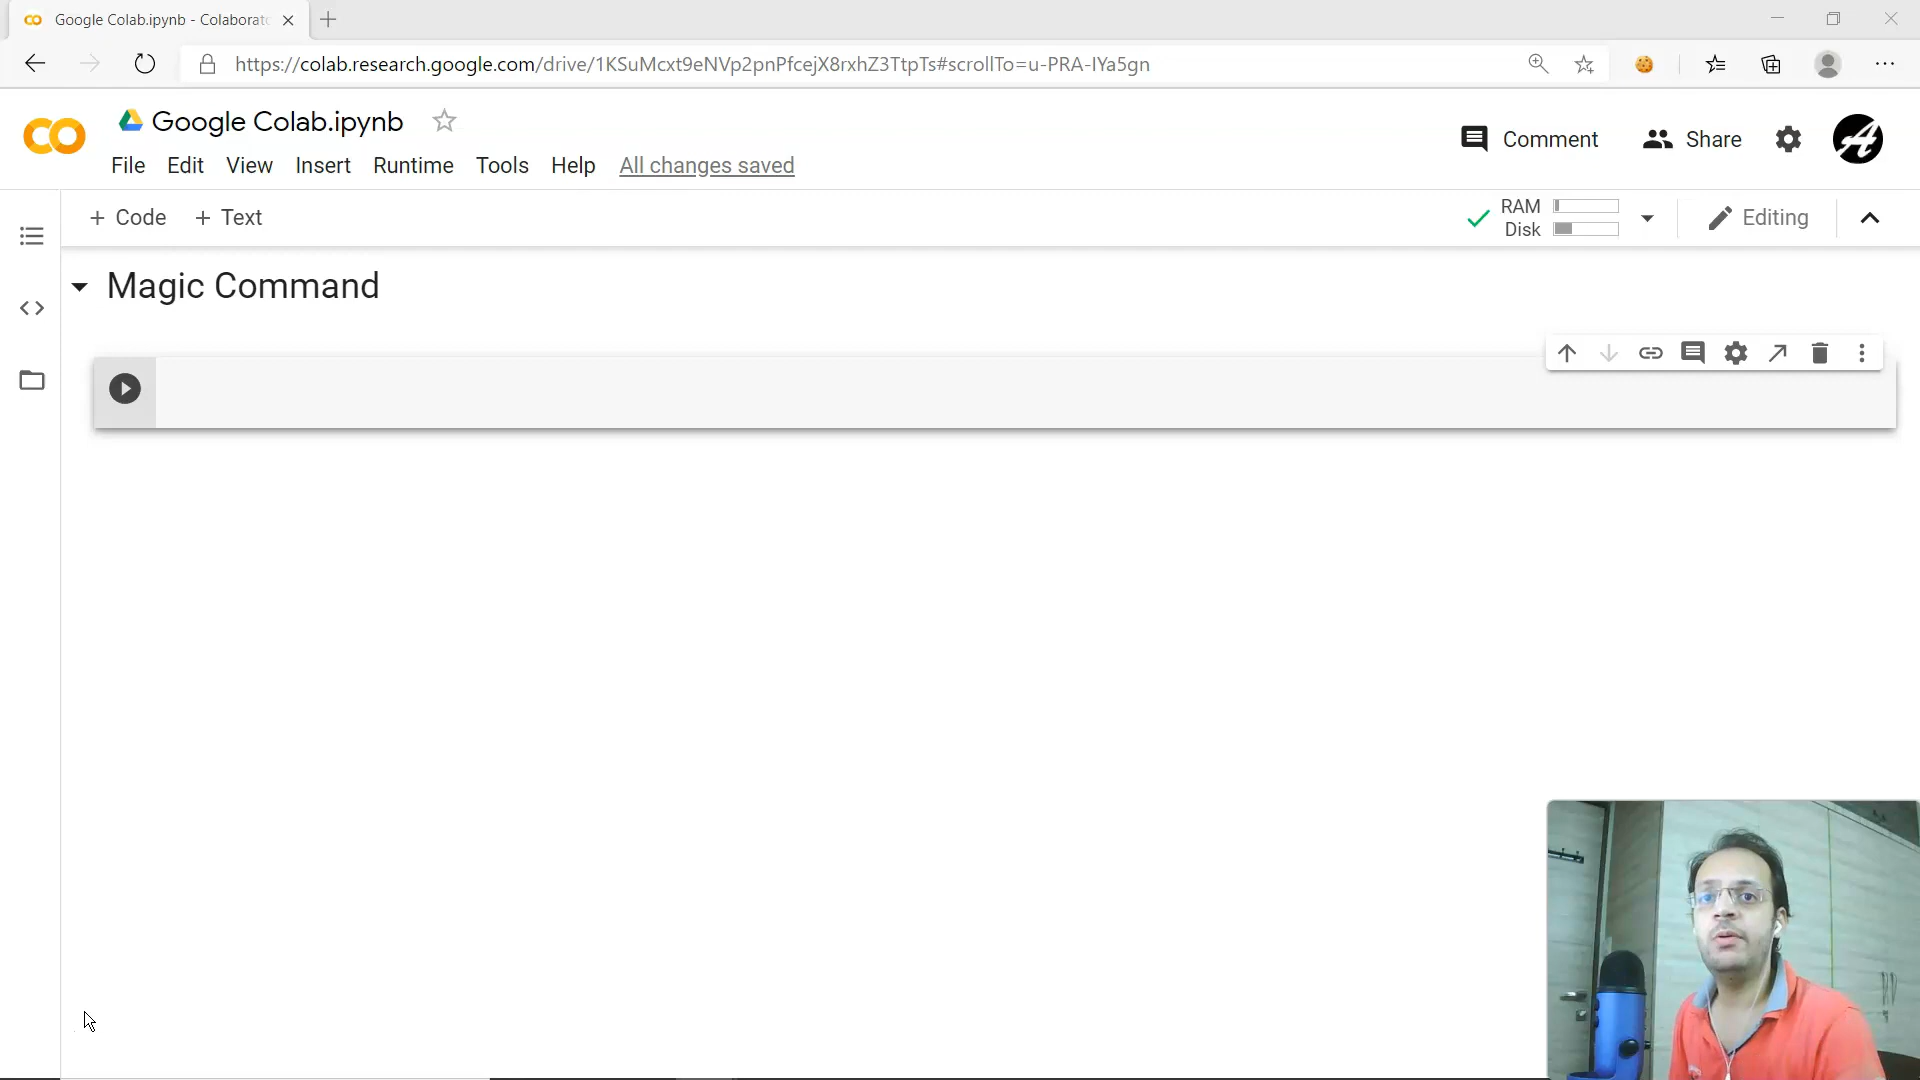 Google Colab.ipynb - Colaborat
https://colab.research.google.com/drive/1KSuMcxt9eNVp2pnPfcejX8rxhZ3TtpTs#scrollTo=u-PRA-IYa5gn
Google Colab.ipynb
Comment
Share
File Edit View Insert Runtime Tools Help All changes saved
+ Code + Text
RAM
Disk
Editing
Magic Command